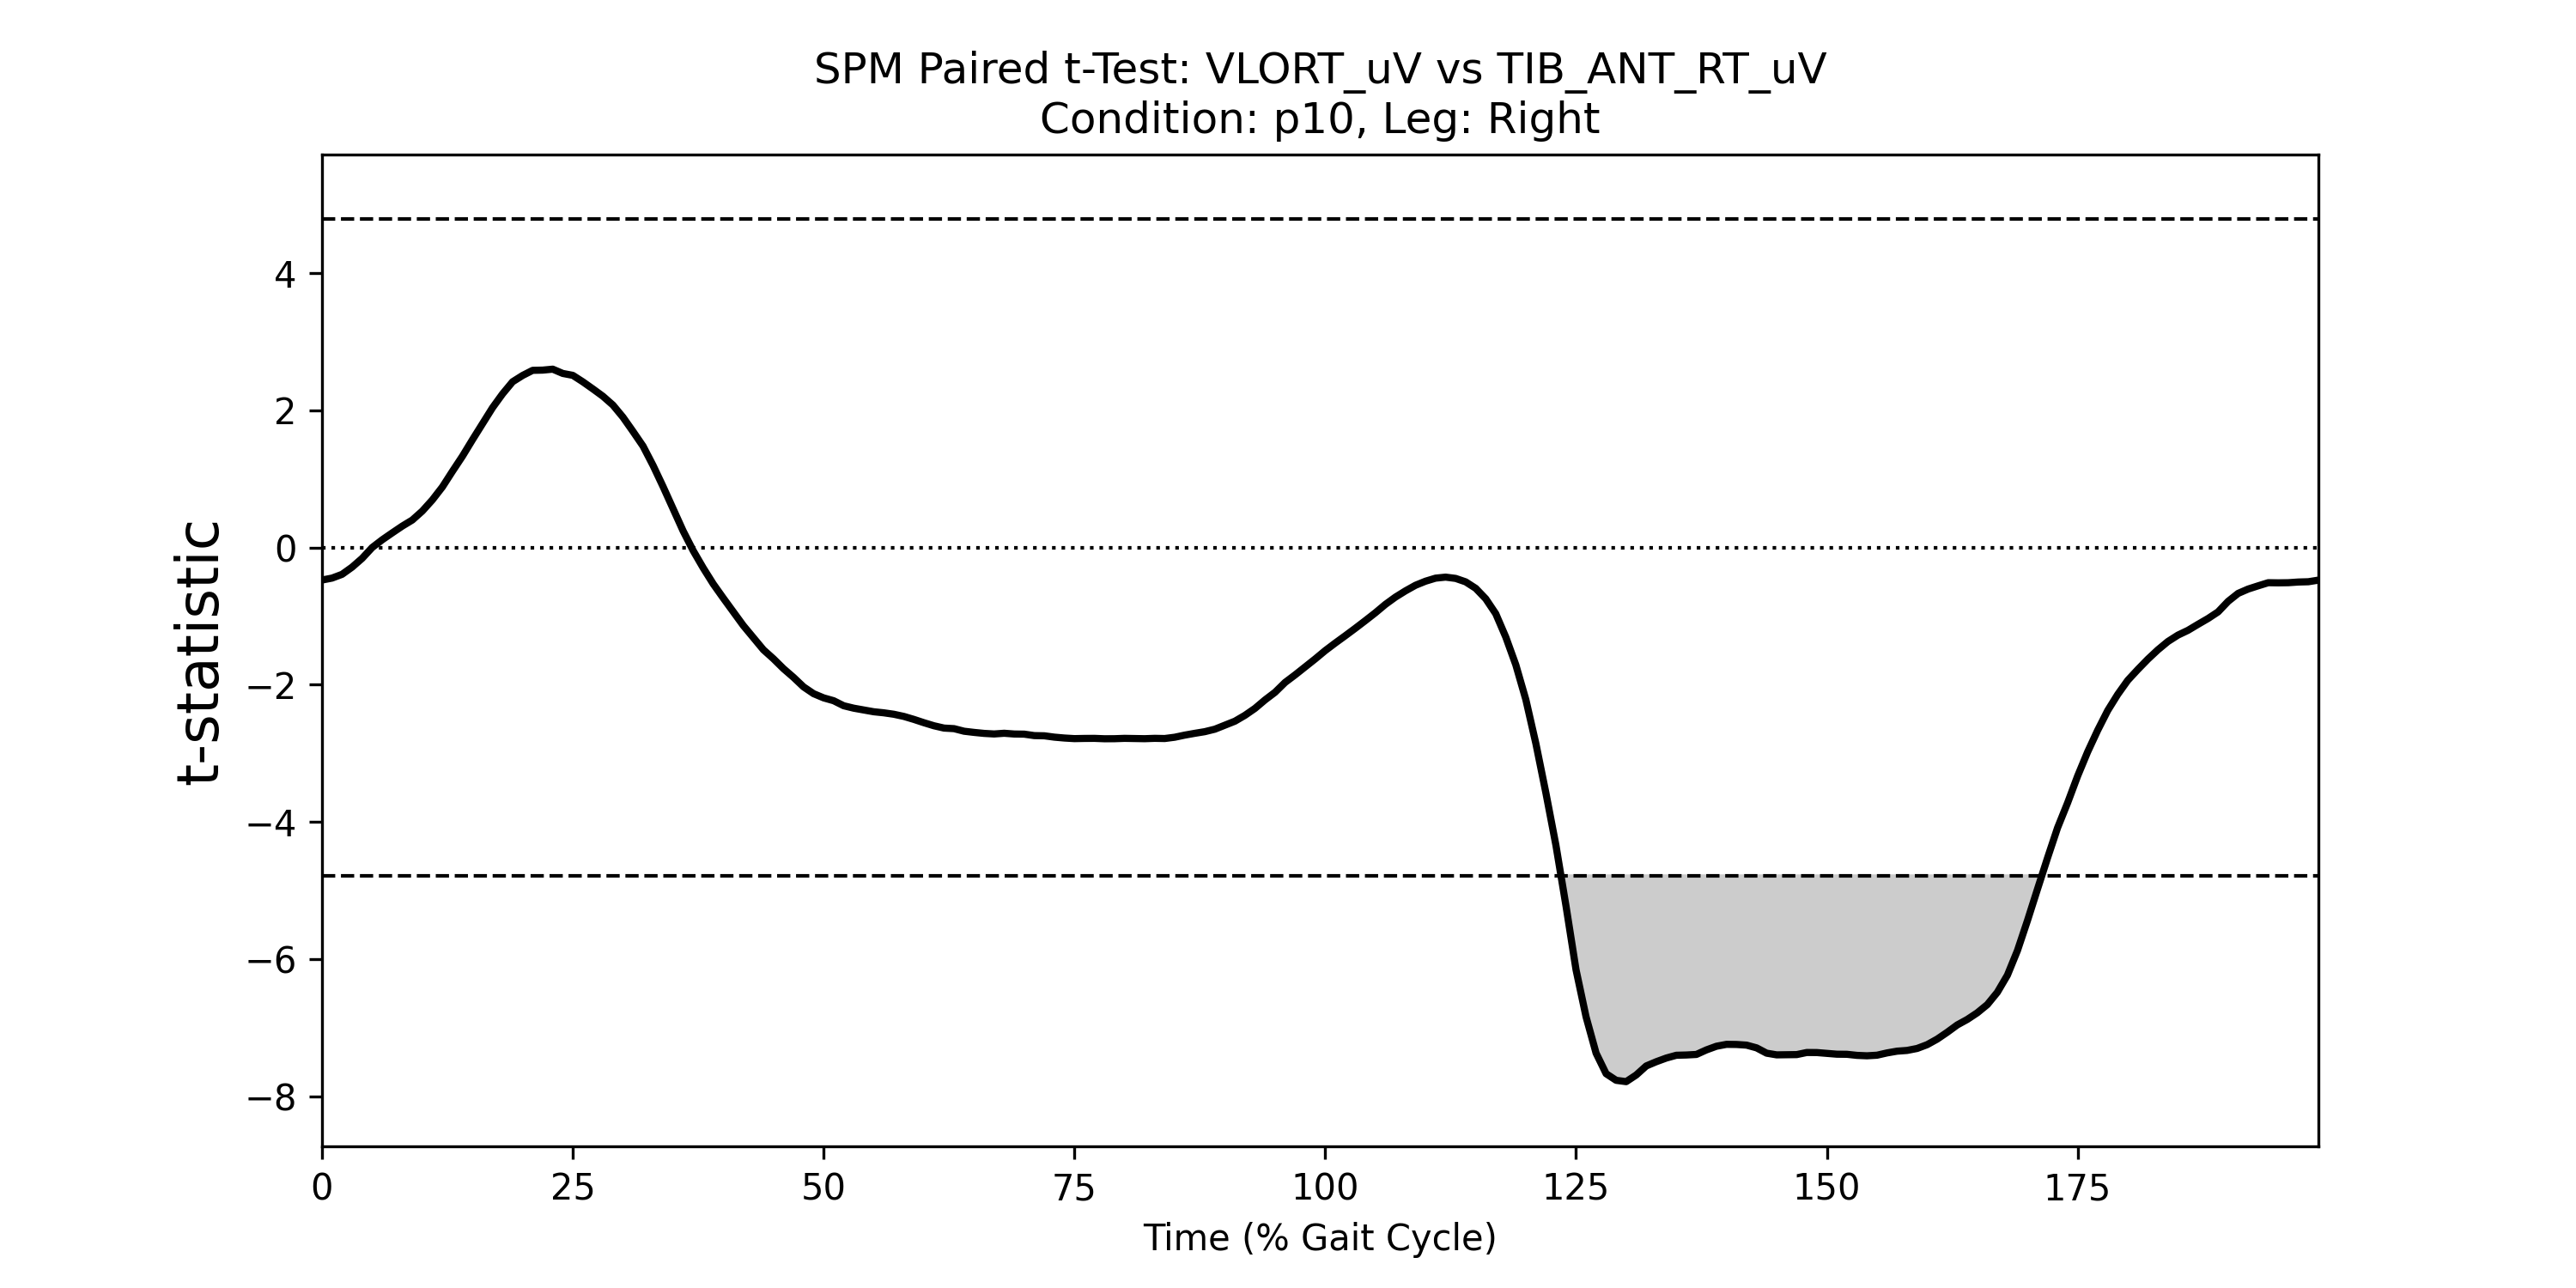 SPM Paired t-Test: VLORT_uV vs TIB_ANT_RT_uV
Condition: p10, Leg: Right
t-statistic
4
2
0
−2
−4
−6
−8
0 25 50 75 100 125 150 175
Time (% Gait Cycle)